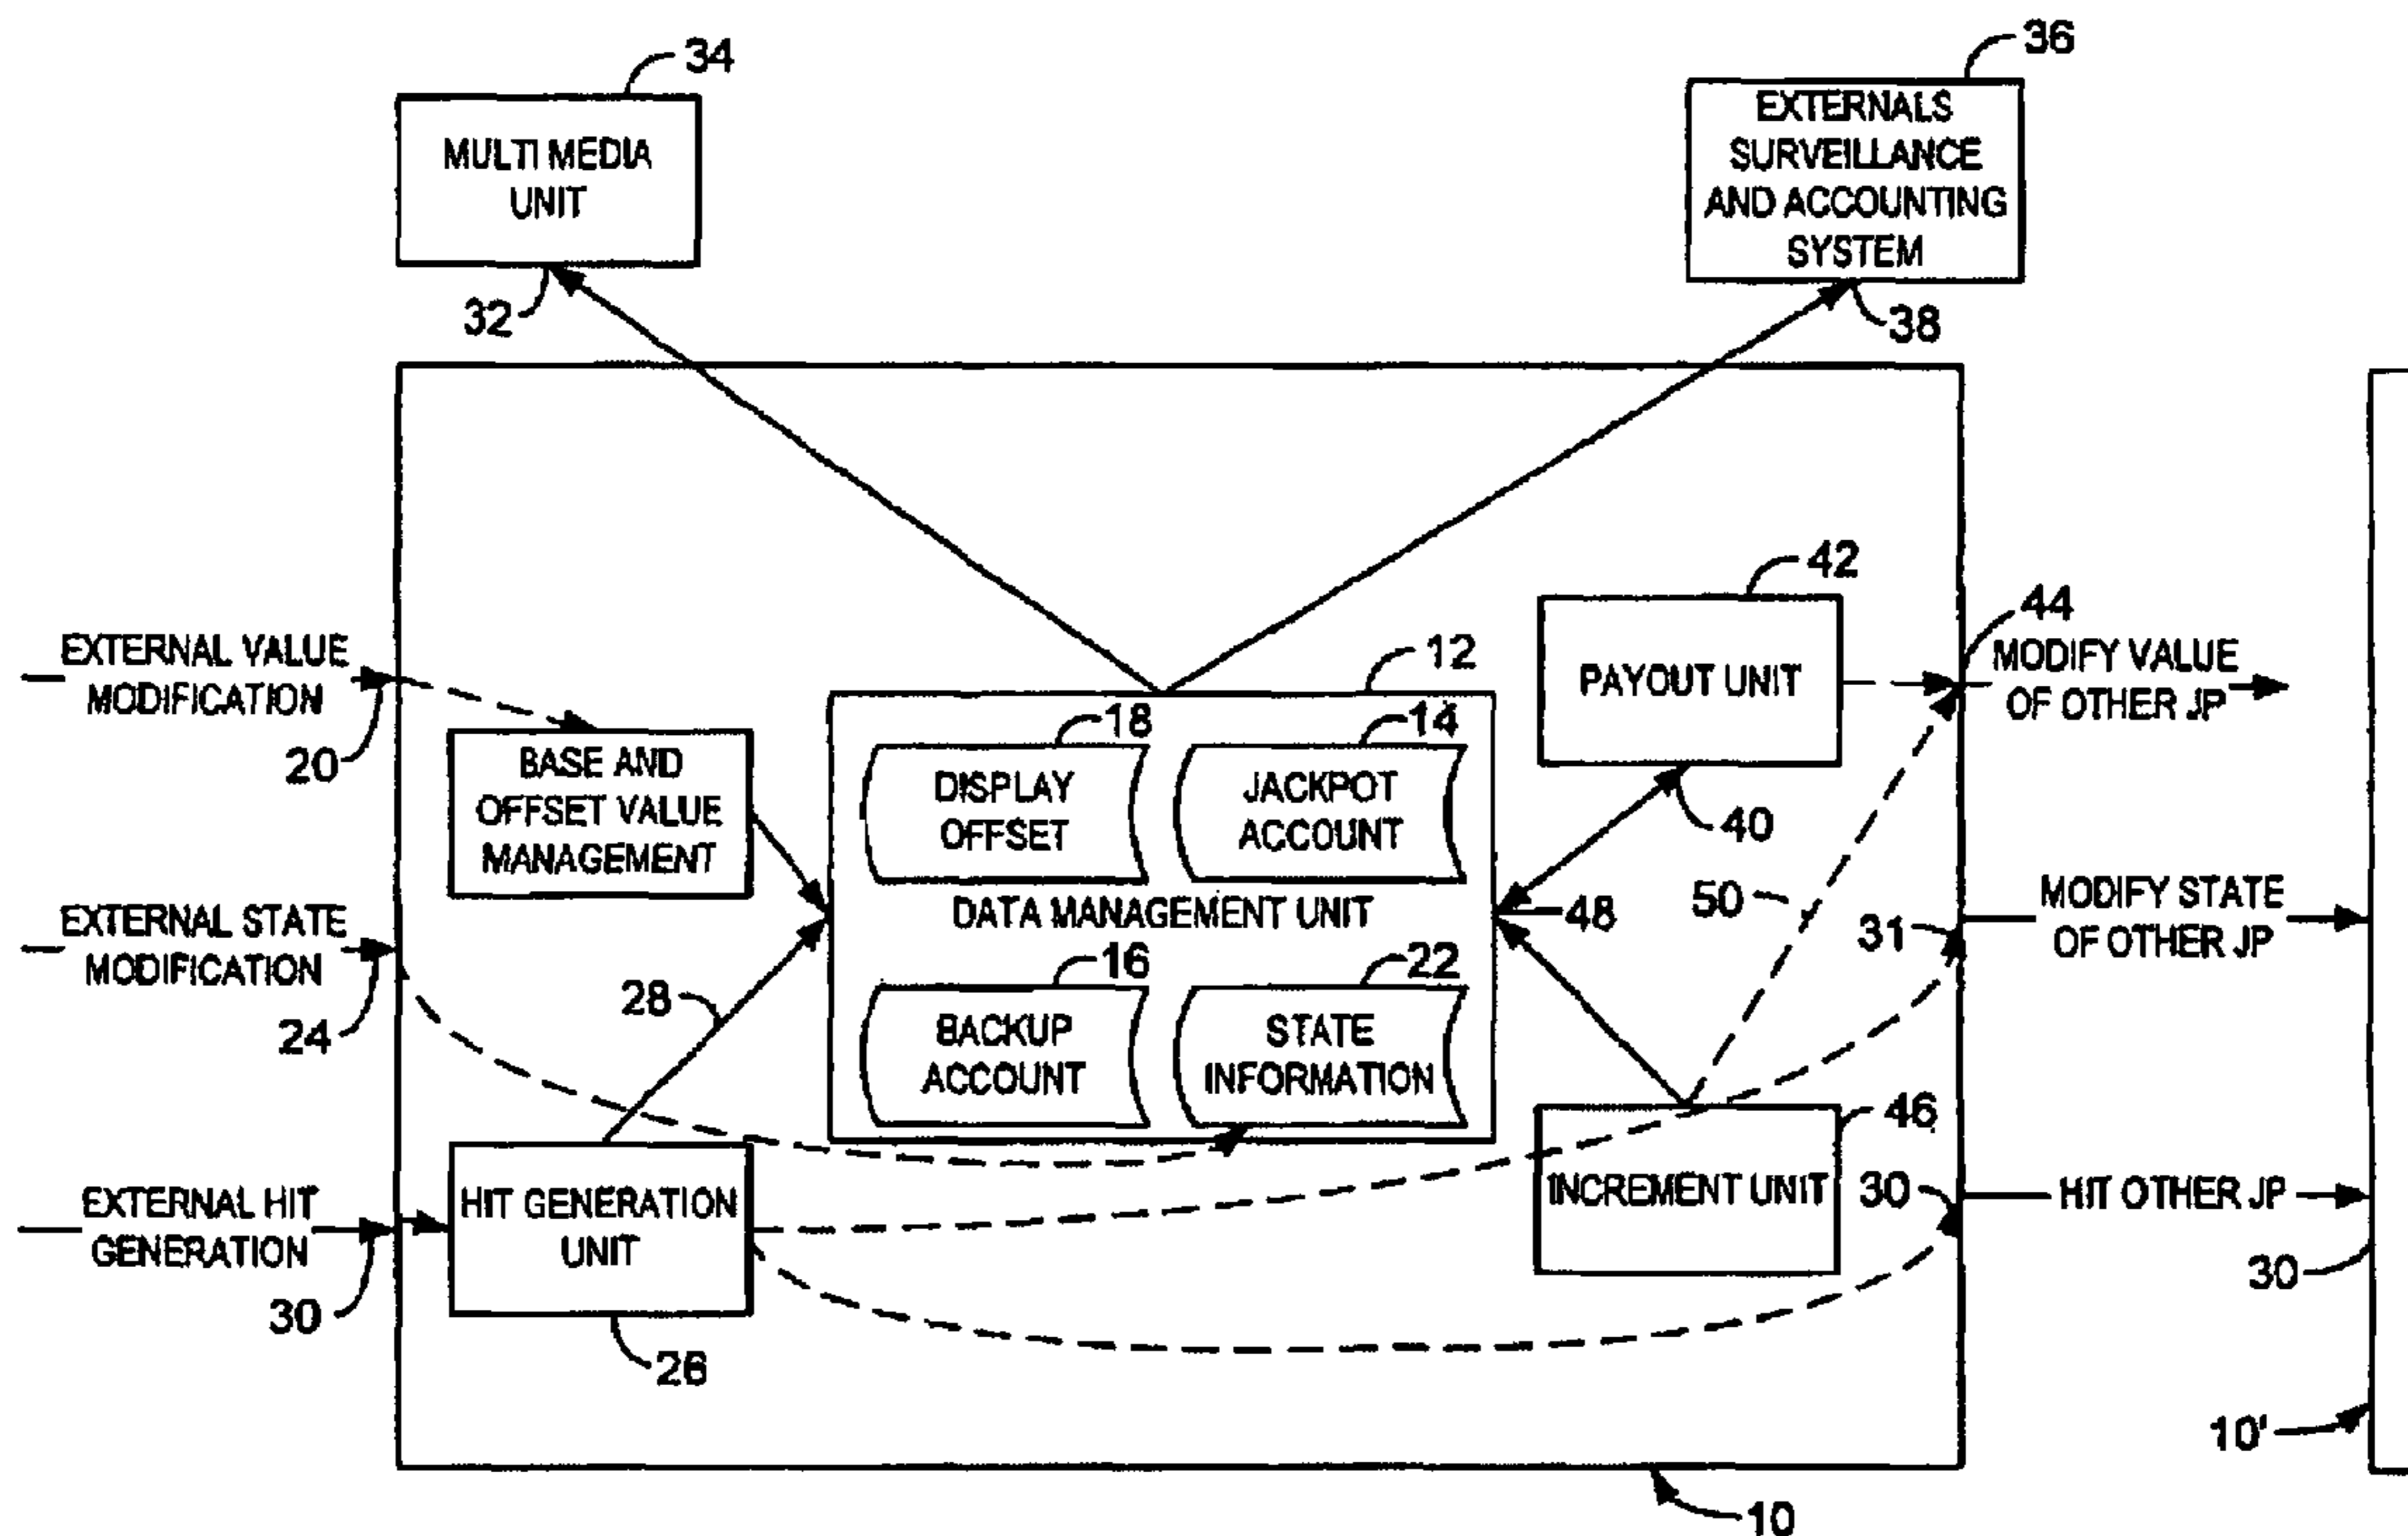 34
MULTI MEDIA
UNIT
32
36
EXTERNALS
SURVEILLANCE
AND ACCOUNTING
SYSTEM
38
EXTERNAL VALUE
MODIFICATION
20
BASE AND
OFFSET VALUE
MANAGEMENT
EXTERNAL STATE
MODIFICATION
24
28
EXTERNAL HIT
GENERATION
30
HIT GENERATION
UNIT
26
12
18
DISPLAY
OFFSET
14
JACKPOT
ACCOUNT
DATA MANAGEMENT UNIT
16
BACKUP
ACCOUNT
22
STATE
INFORMATION
42
PAYOUT UNIT
40
48
50
44
MODIFY VALUE
OF OTHER JP
31
MODIFY STATE
OF OTHER JP
46
INCREMENT UNIT
30
HIT OTHER JP
30
10'
10